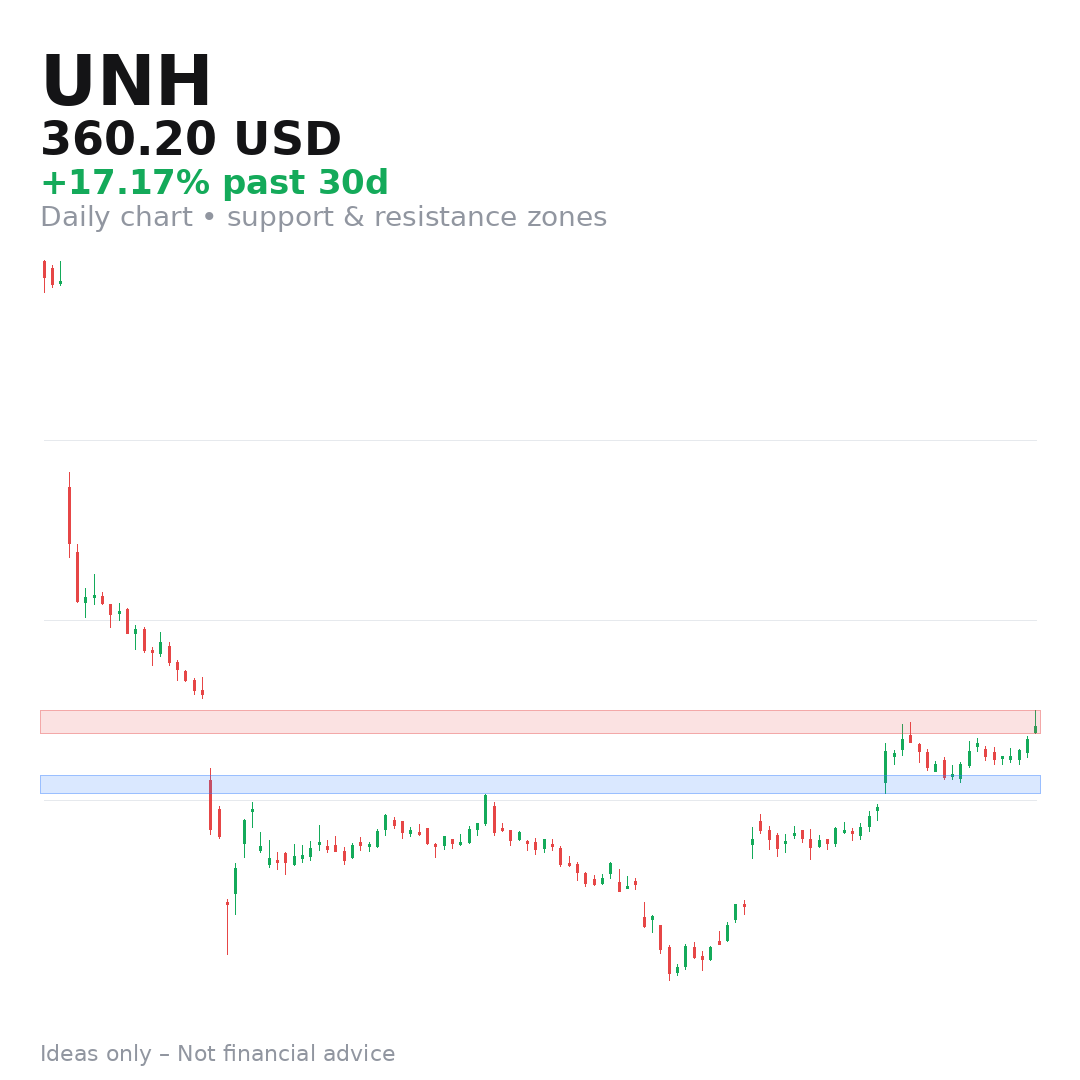 UNH
360.20 USD
+17.17% past 30d
Daily chart • support & resistance zones
Ideas only – Not financial advice